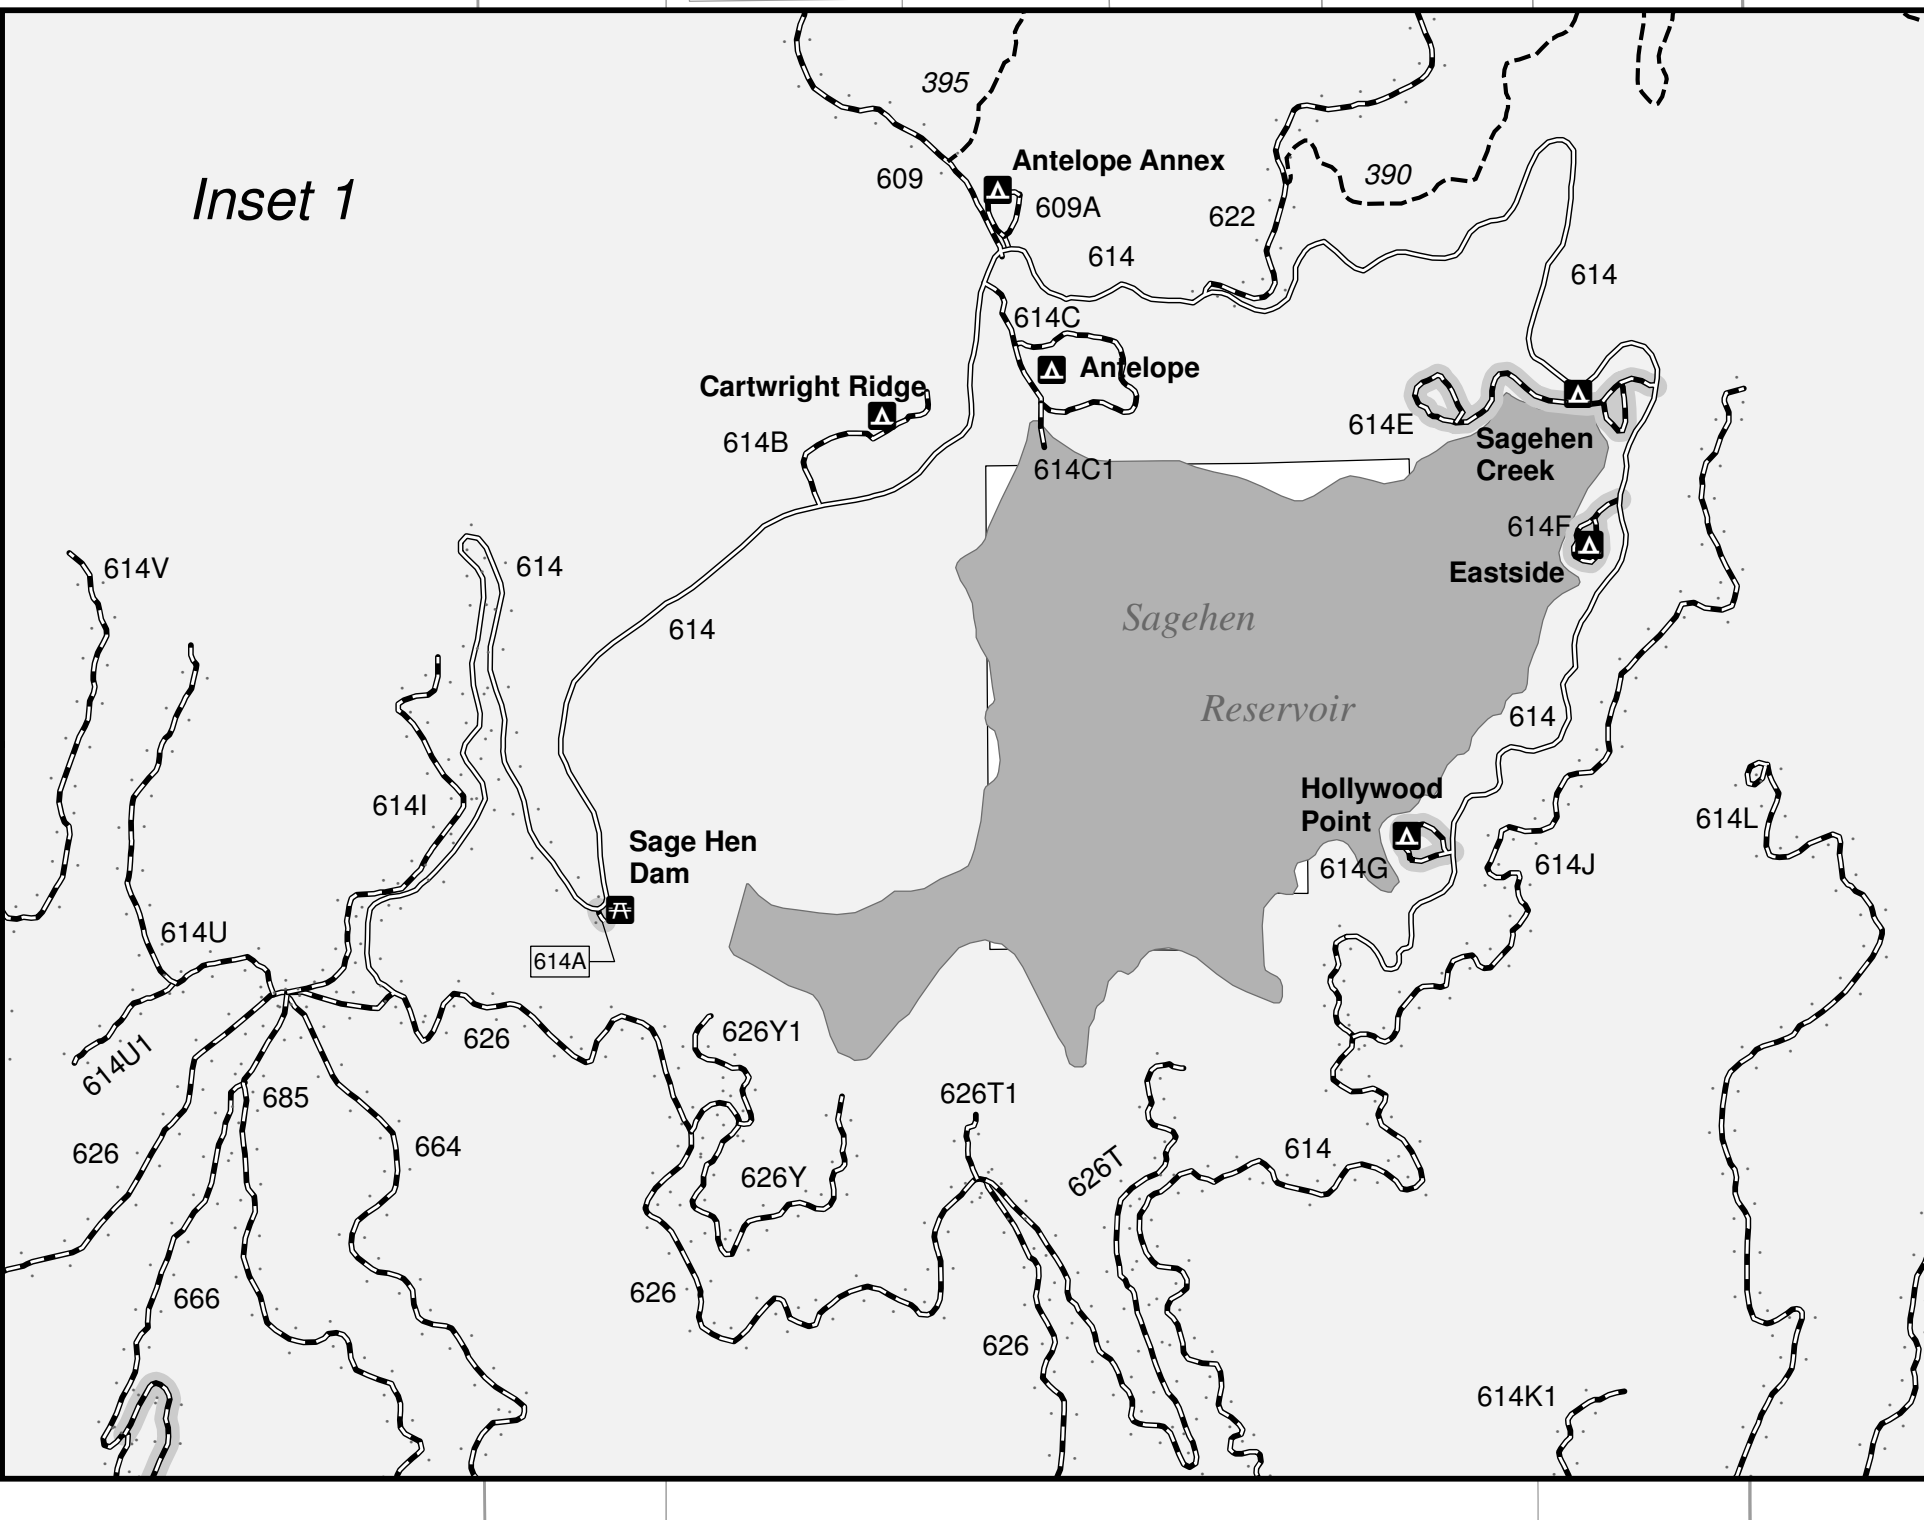 395
Antelope Annex
609
390
Inset 1
609A
622
614
614
614C
Antelope
Cartwright Ridge
614B
614E
Sagehen
Creek
614C1
614F
614V
614
Eastside
Sagehen
614
Reservoir
614
Hollywood
Point
614I
614L
Sage Hen
Dam
614G
614J
614U
614A
626Y1
626
614U1
685
626T1
664
614
626
626T
626Y
626
666
626
614K1